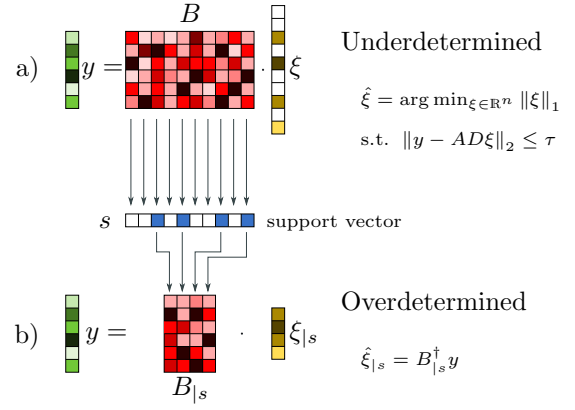 B
Underdetermined
a) y = · ξ
ξ̂ = arg min_{ξ∈ℝⁿ} ‖ξ‖₁
s.t. ‖y − ADξ‖₂ ≤ τ
s support vector
Overdetermined
b) y = · ξ_{|s}
ξ̂_{|s} = B†_{|s} y
B_{|s}